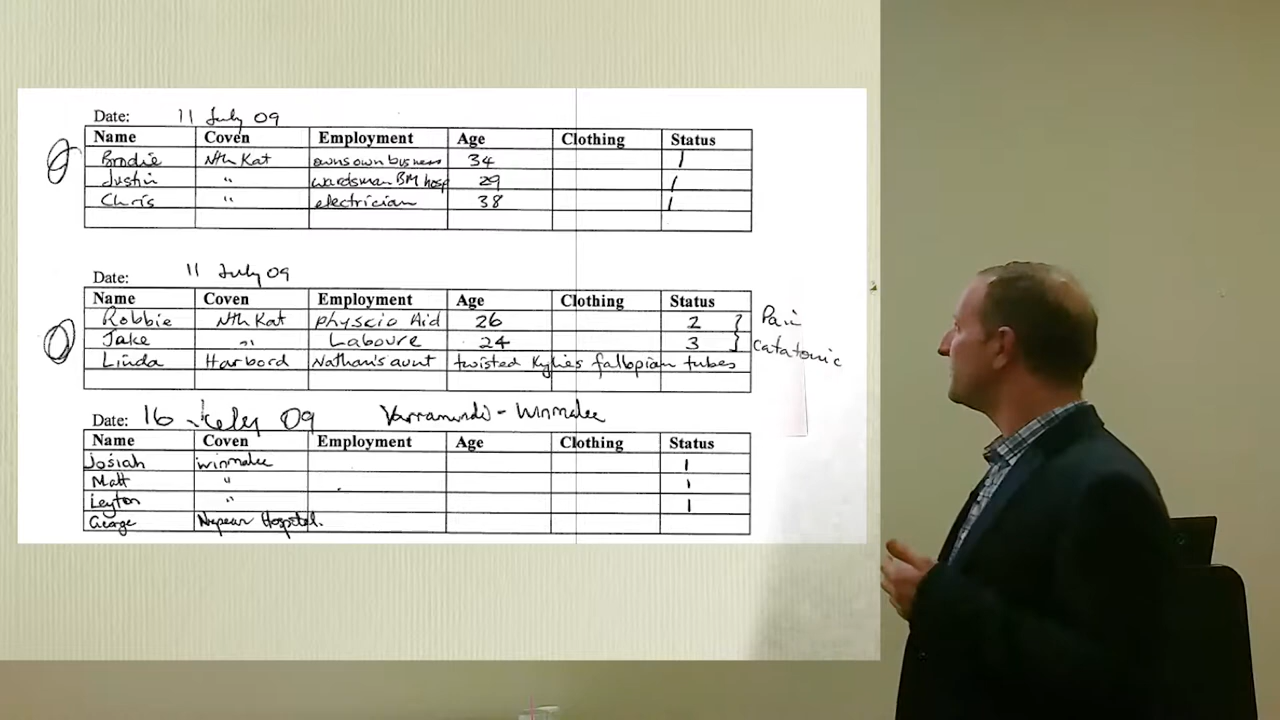 Date: 11 July 09
Name Coven Employment Age Clothing Status
Brodie Nth Kat owns own business 34 1
Justin " wardsman BM hosp 29 1
Chris " electrician 38 1
Date: 11 July 09
Name Coven Employment Age Clothing Status
Robbie Nth Kat physcio Aid 26 2 } Pain
Jake " Laboure 24 3 } catatonic
Linda Harbord Nathan's aunt twisted Kylies fallopian tubes
Date: 16 July 09 Yarramundi - Winmalee
Name Coven Employment Age Clothing Status
Josiah winmalee 1
Matt " 1
Leyton " 1
George Nepean Hospital.